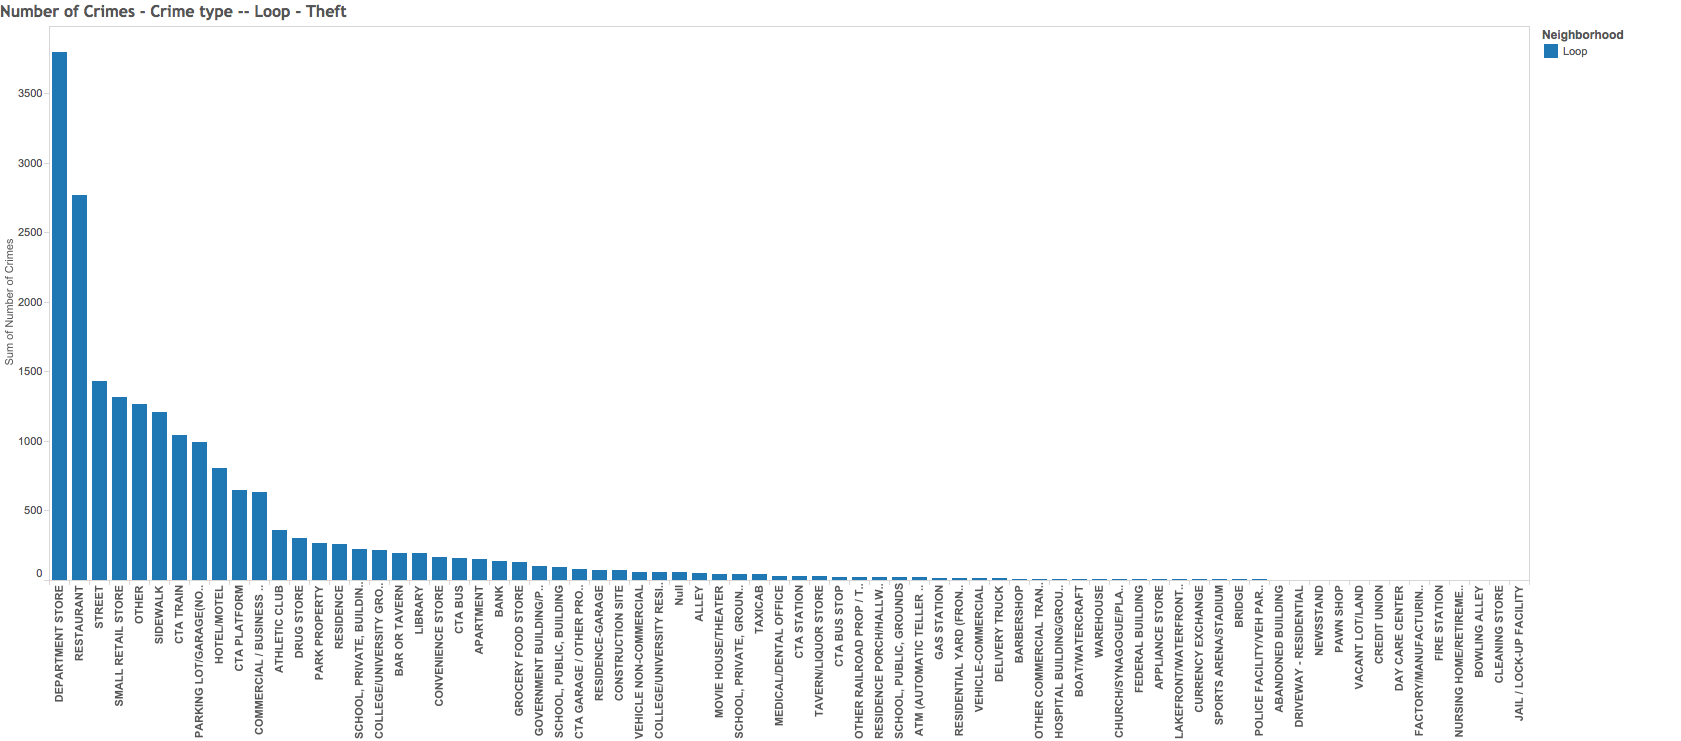 Number of Crimes - Crime type -- Loop - Theft
Neighborhood
Loop
Sum of Number of Crimes
3500
3000
2500
2000
1500
1000
500
0
DEPARTMENT STORE
RESTAURANT
STREET
SMALL RETAIL STORE
OTHER
SIDEWALK
CTA TRAIN
PARKING LOT/GARAGE(NO..
HOTEL/MOTEL
CTA PLATFORM
COMMERCIAL / BUSINESS ..
ATHLETIC CLUB
DRUG STORE
PARK PROPERTY
RESIDENCE
SCHOOL, PRIVATE, BUILDIN..
COLLEGE/UNIVERSITY GRO..
BAR OR TAVERN
LIBRARY
CONVENIENCE STORE
CTA BUS
APARTMENT
BANK
GROCERY FOOD STORE
GOVERNMENT BUILDING/P..
SCHOOL, PUBLIC, BUILDING
CTA GARAGE / OTHER PRO..
RESIDENCE-GARAGE
CONSTRUCTION SITE
VEHICLE NON-COMMERCIAL
COLLEGE/UNIVERSITY RESI..
Null
ALLEY
MOVIE HOUSE/THEATER
SCHOOL, PRIVATE, GROUN..
TAXICAB
MEDICAL/DENTAL OFFICE
CTA STATION
TAVERN/LIQUOR STORE
CTA BUS STOP
OTHER RAILROAD PROP / T..
RESIDENCE PORCH/HALLW..
SCHOOL, PUBLIC, GROUNDS
ATM (AUTOMATIC TELLER ..
GAS STATION
RESIDENTIAL YARD (FRON..
VEHICLE-COMMERCIAL
DELIVERY TRUCK
BARBERSHOP
OTHER COMMERCIAL TRAN..
HOSPITAL BUILDING/GROU..
BOAT/WATERCRAFT
WAREHOUSE
CHURCH/SYNAGOGUE/PLA..
FEDERAL BUILDING
APPLIANCE STORE
LAKEFRONT/WATERFRONT..
CURRENCY EXCHANGE
SPORTS ARENA/STADIUM
BRIDGE
POLICE FACILITY/VEH PAR..
ABANDONED BUILDING
DRIVEWAY - RESIDENTIAL
NEWSSTAND
PAWN SHOP
VACANT LOT/LAND
CREDIT UNION
DAY CARE CENTER
FACTORY/MANUFACTURIN..
FIRE STATION
NURSING HOME/RETIREME..
BOWLING ALLEY
CLEANING STORE
JAIL / LOCK-UP FACILITY